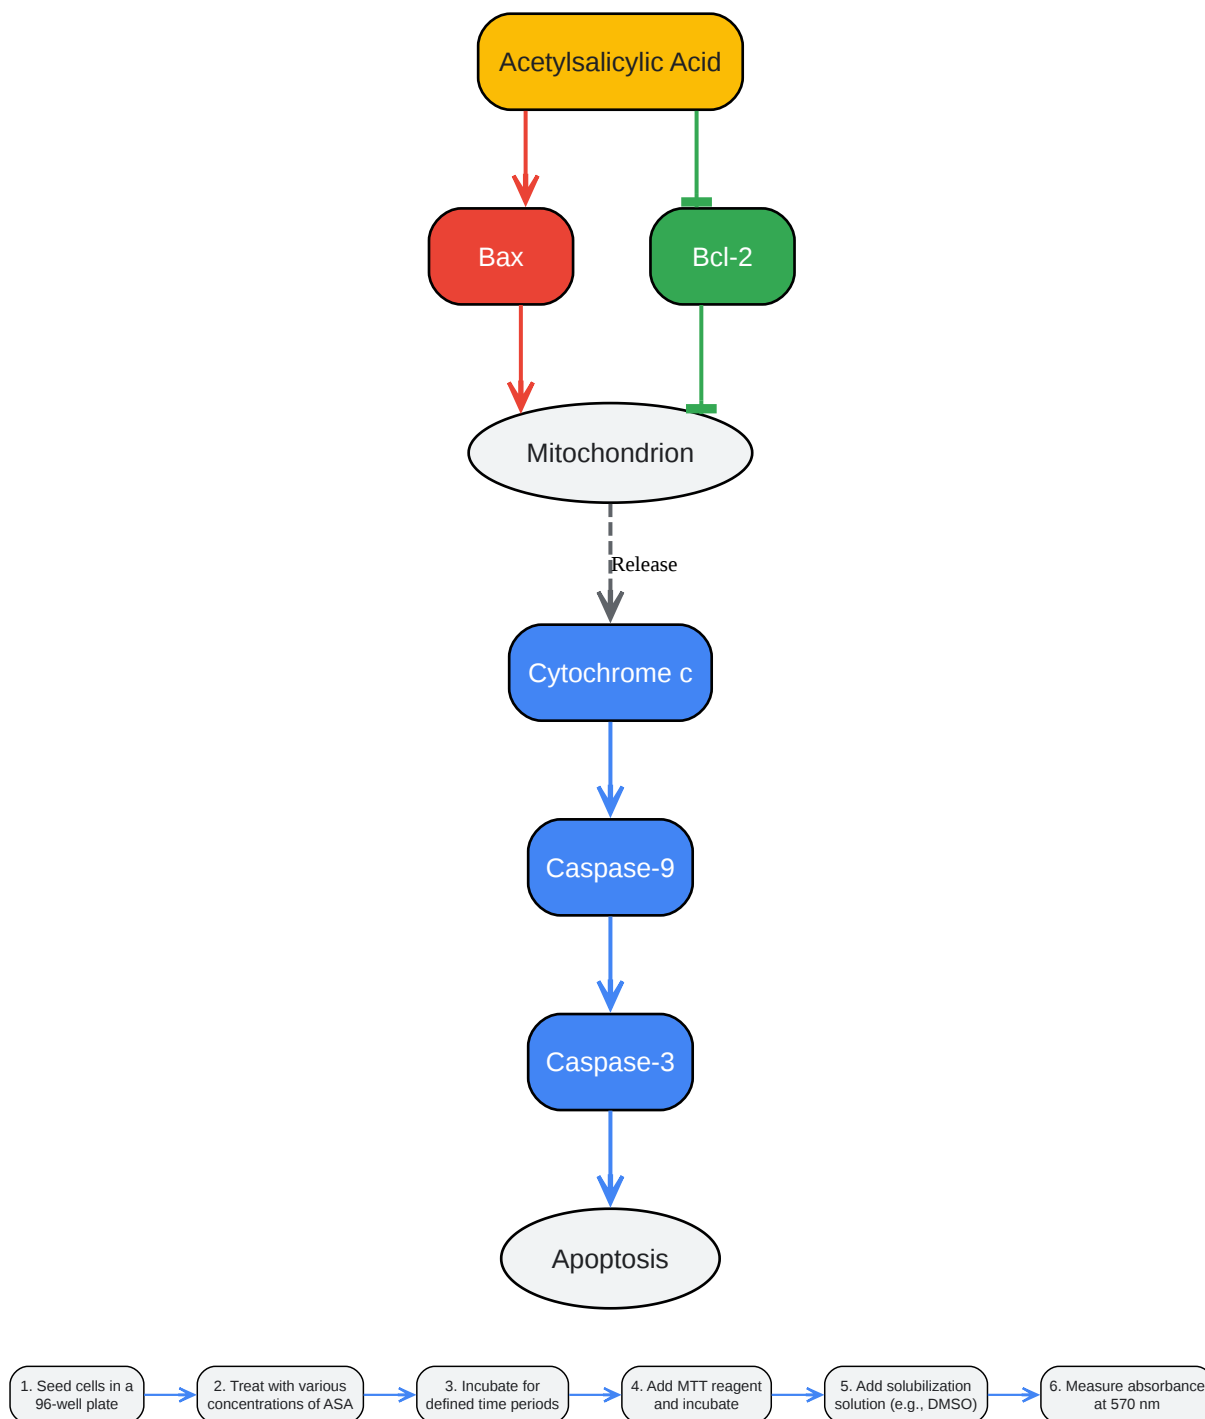 Acetylsalicylic Acid
Bax
Bcl-2
Mitochondrion
Release
Cytochrome c
Caspase-9
Caspase-3
Apoptosis
1. Seed cells in a
96-well plate
2. Treat with various
concentrations of ASA
3. Incubate for
defined time periods
4. Add MTT reagent
and incubate
5. Add solubilization
solution (e.g., DMSO)
6. Measure absorbance
at 570 nm